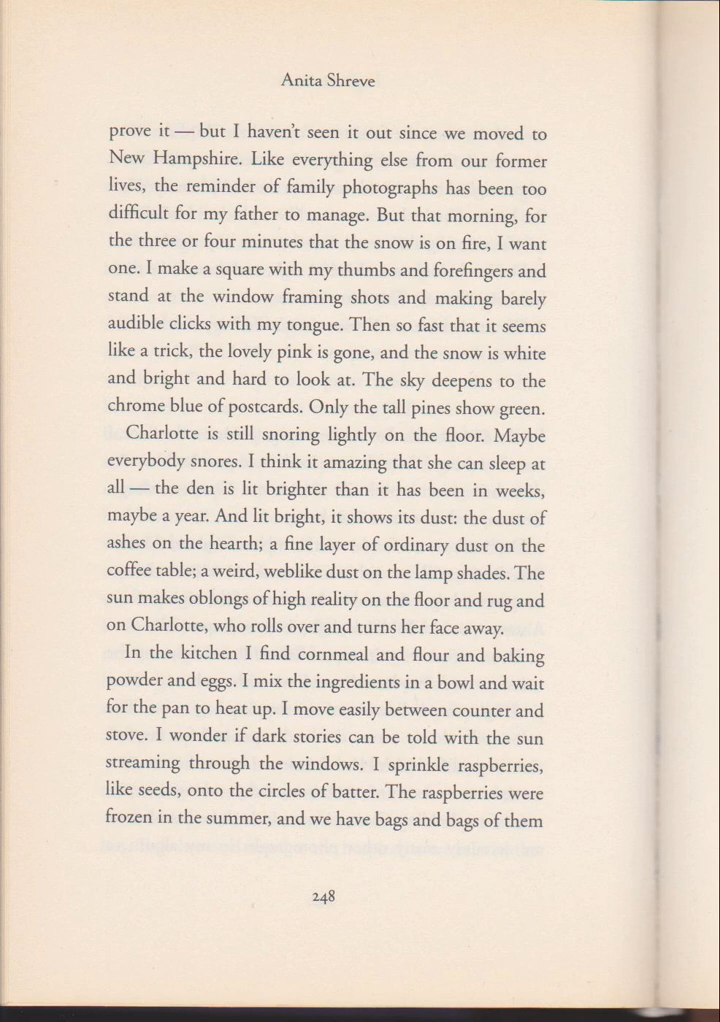 Anita Shreve
prove it — but I haven't seen it out since we moved to
New Hampshire. Like everything else from our former
lives, the reminder of family photographs has been too
difficult for my father to manage. But that morning, for
the three or four minutes that the snow is on fire, I want
one. I make a square with my thumbs and forefingers and
stand at the window framing shots and making barely
audible clicks with my tongue. Then so fast that it seems
like a trick, the lovely pink is gone, and the snow is white
and bright and hard to look at. The sky deepens to the
chrome blue of postcards. Only the tall pines show green.
Charlotte is still snoring lightly on the floor. Maybe
everybody snores. I think it amazing that she can sleep at
all — the den is lit brighter than it has been in weeks,
maybe a year. And lit bright, it shows its dust: the dust of
ashes on the hearth; a fine layer of ordinary dust on the
coffee table; a weird, weblike dust on the lamp shades. The
sun makes oblongs of high reality on the floor and rug and
on Charlotte, who rolls over and turns her face away.
In the kitchen I find cornmeal and flour and baking
powder and eggs. I mix the ingredients in a bowl and wait
for the pan to heat up. I move easily between counter and
stove. I wonder if dark stories can be told with the sun
streaming through the windows. I sprinkle raspberries,
like seeds, onto the circles of batter. The raspberries were
frozen in the summer, and we have bags and bags of them
248